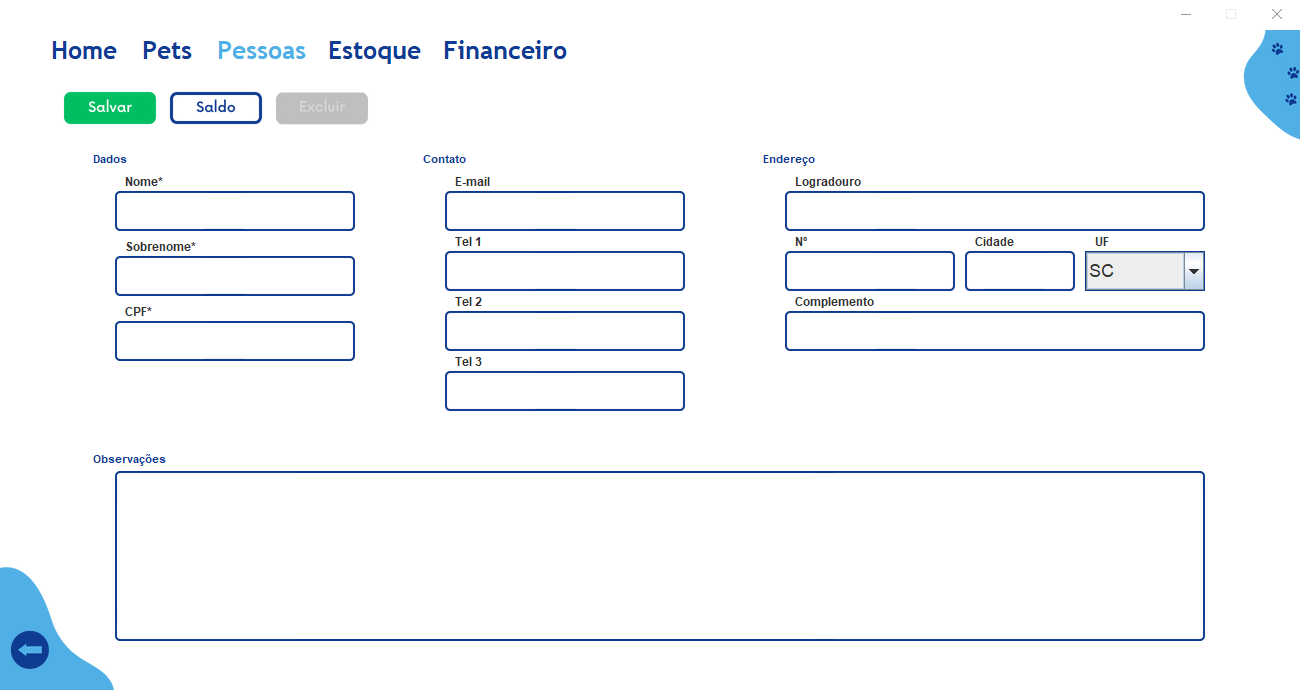 Home Pets Pessoas Estoque Financeiro
Salvar Saldo Excluir
Dados
Nome*
Sobrenome*
CPF*
Contato
E-mail
Tel 1
Tel 2
Tel 3
Endereço
Logradouro
Nº Cidade UF
SC
Complemento
Observações